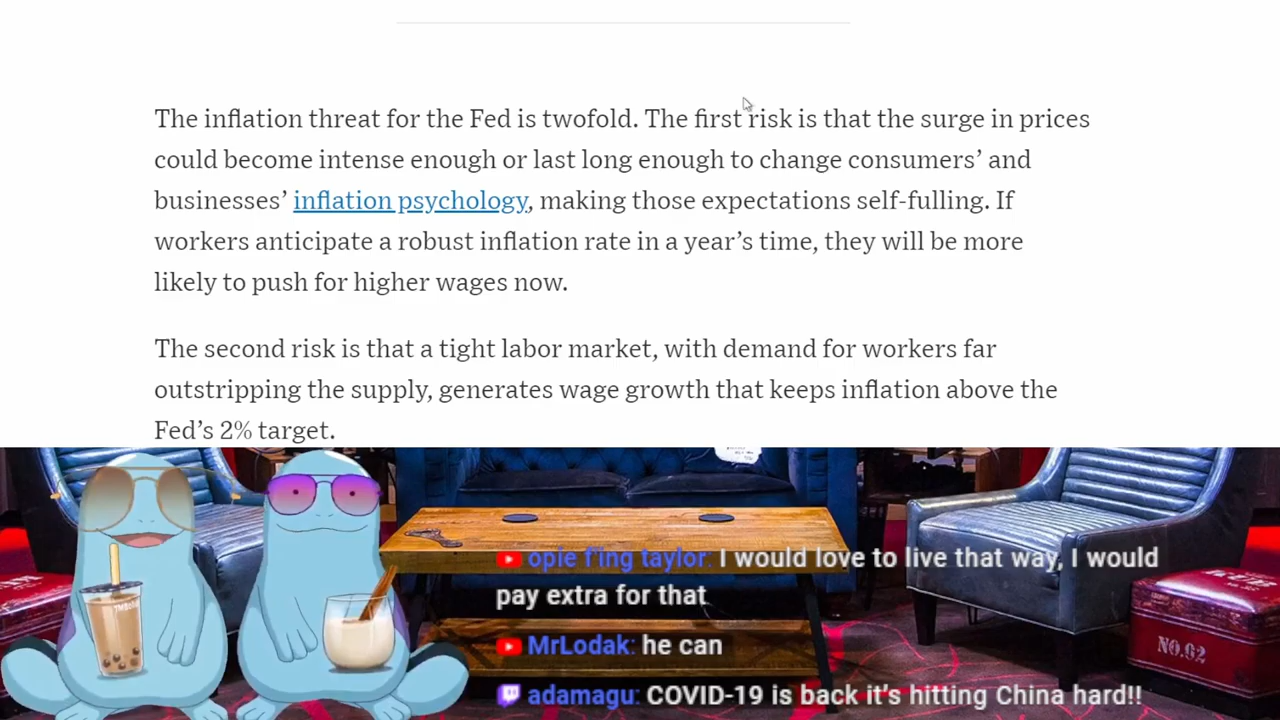 The inflation threat for the Fed is twofold. The first risk is that the surge in prices
could become intense enough or last long enough to change consumers’ and
businesses’ inflation psychology, making those expectations self-fulling. If
workers anticipate a robust inflation rate in a year’s time, they will be more
likely to push for higher wages now.
The second risk is that a tight labor market, with demand for workers far
outstripping the supply, generates wage growth that keeps inflation above the
Fed’s 2% target.
opie f'ing taylor: I would love to live that way, I would
pay extra for that
MrLodak: he can
adamagu: COVID-19 is back it's hitting China hard!!
NO.62